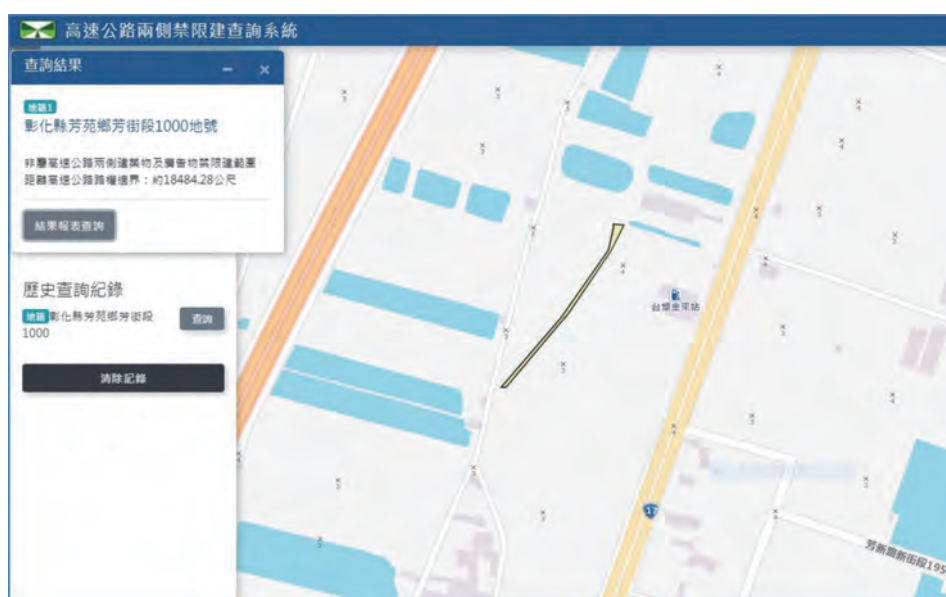 高速公路兩側禁限建查詢系統
查詢結果
地籍1
彰化縣芳苑鄉芳街段1000地號
非屬高速公路兩側建築物及廣告物禁限建範圍
距離高速公路路權邊界：約18484.28公尺
結果報表查詢
歷史查詢紀錄
地籍 彰化縣芳苑鄉芳街段
1000
查詢
清除記錄
台塑金來站
17
芳新路新街段195